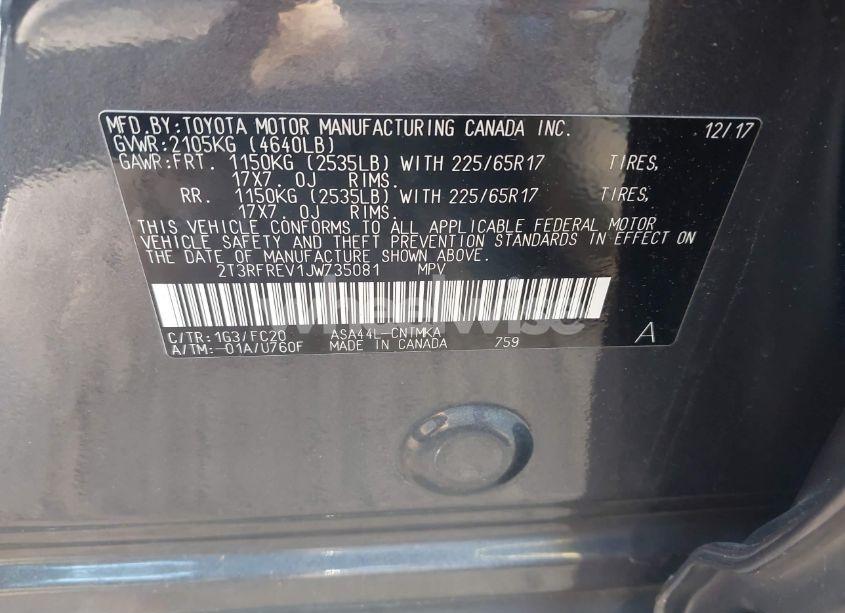 MFD.BY:TOYOTA MOTOR MANUFACTURING CANADA INC. 12/17
GVWR:2105KG (4640LB)
GAWR:FRT. 1150KG (2535LB) WITH 225/65R17 TIRES,
17X7. 0J RIMS.
RR. 1150KG (2535LB) WITH 225/65R17 TIRES,
17X7. 0J RIMS.
THIS VEHICLE CONFORMS TO ALL APPLICABLE FEDERAL MOTOR
VEHICLE SAFETY AND THEFT PREVENTION STANDARDS IN EFFECT ON
THE DATE OF MANUFACTURE SHOWN ABOVE.
2T3RFREV1JW735081 MPV
wheelwise
C/TR:1G3/FC20 ASA44L-CNTMKA A
A/TM:-01A/U760F MADE IN CANADA 759